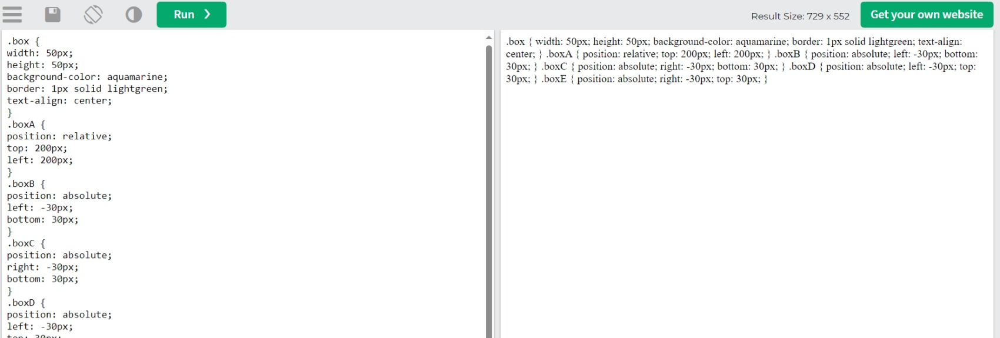 Run ❯
Result Size: 729 x 552
Get your own website
.box {
width: 50px;
height: 50px;
background-color: aquamarine;
border: 1px solid lightgreen;
text-align: center;
}
.boxA {
position: relative;
top: 200px;
left: 200px;
}
.boxB {
position: absolute;
left: -30px;
bottom: 30px;
}
.boxC {
position: absolute;
right: -30px;
bottom: 30px;
}
.boxD {
position: absolute;
left: -30px;
top: 30px;
.box { width: 50px; height: 50px; background-color: aquamarine; border: 1px solid lightgreen; text-align:
center; } .boxA { position: relative; top: 200px; left: 200px; } .boxB { position: absolute; left: -30px; bottom:
30px; } .boxC { position: absolute; right: -30px; bottom: 30px; } .boxD { position: absolute; left: -30px; top:
30px; } .boxE { position: absolute; right: -30px; top: 30px; }